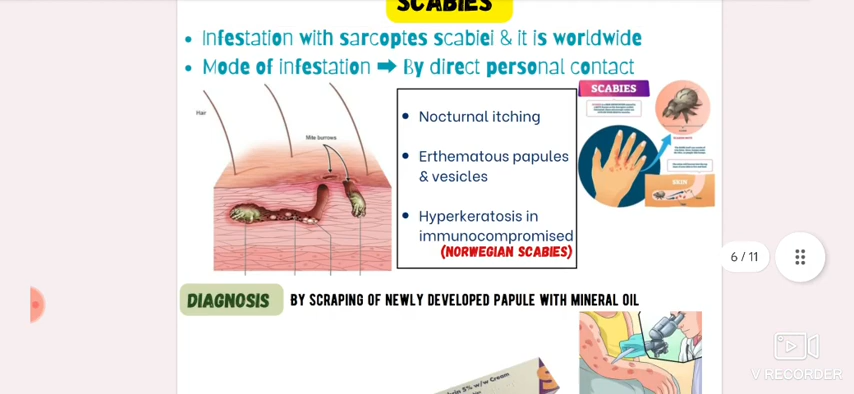 SCABIES
• Infestation with sarcoptes scabiei & it is worldwide
• Mode of infestation ➡ By direct personal contact
Hair
Mite burrows
• Nocturnal itching
• Erthematous papules
& vesicles
• Hyperkeratosis in
immunocompromised
(NORWEGIAN SCABIES)
SCABIES
SKIN
6 / 11
DIAGNOSIS
BY SCRAPING OF NEWLY DEVELOPED PAPULE WITH MINERAL OIL
5% w/w Cream
V RECORDER